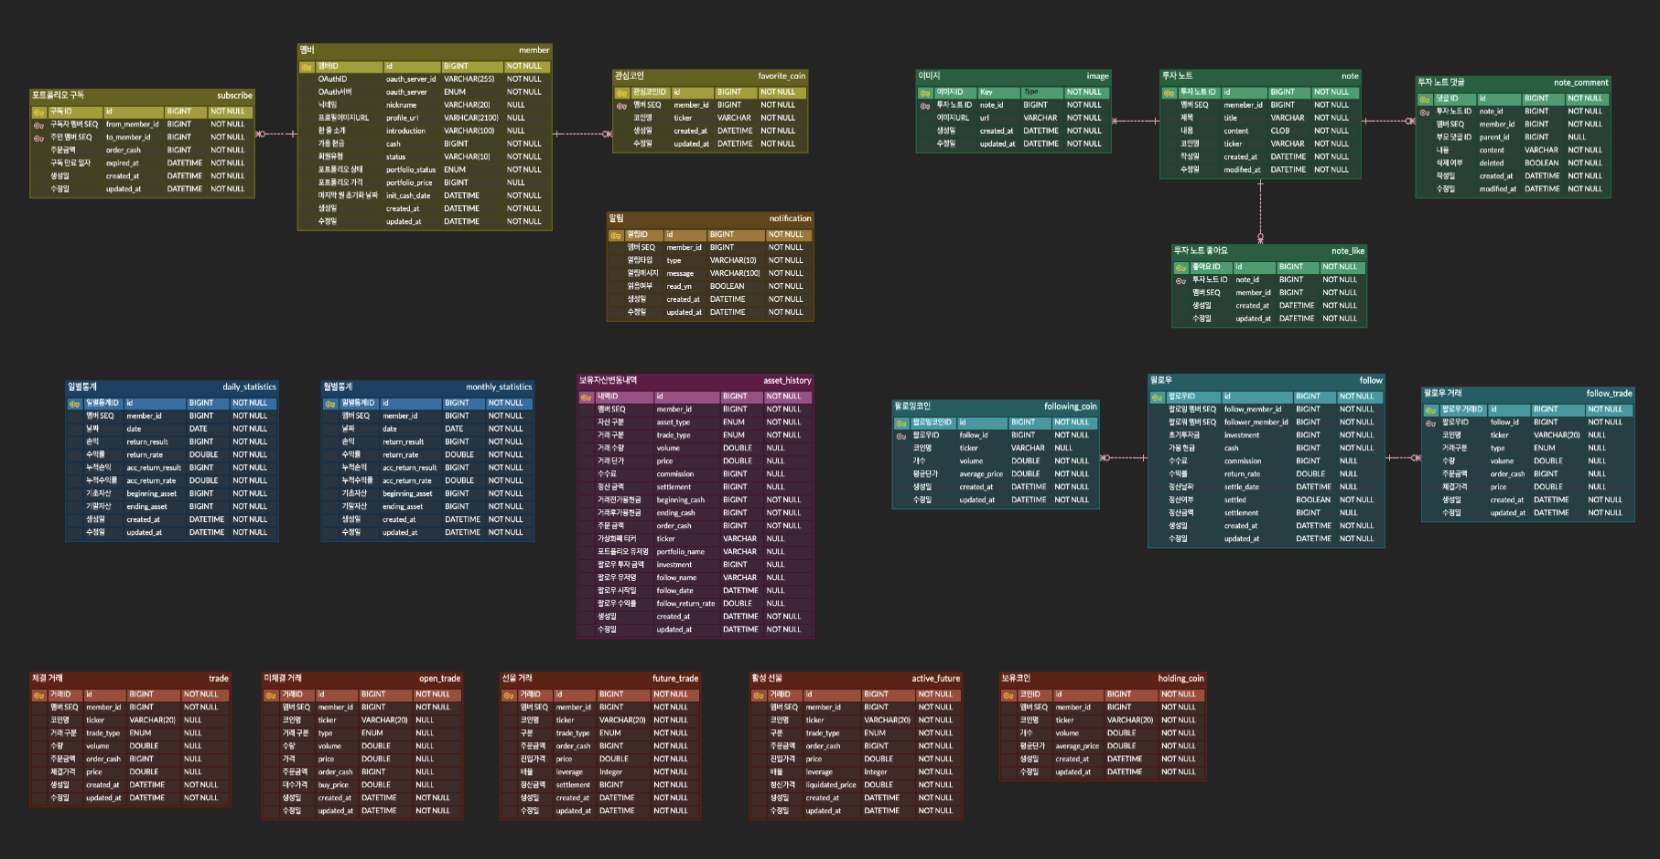 멤버 member
멤버ID id BIGINT NOT NULL
OAuthID oauth_server_id VARCHAR(255) NOT NULL
OAuth서버 oauth_server ENUM NOT NULL
닉네임 nickname VARCHAR(20) NULL
프로필이미지URL profile_url VARHCAR(2100) NULL
한 줄 소개 introduction VARCHAR(100) NULL
가용 현금 cash BIGINT NOT NULL
회원유형 status VARCHAR(10) NOT NULL
포트폴리오 상태 portfolio_status ENUM NOT NULL
포트폴리오 가격 portfolio_price BIGINT NULL
마지막 원 초기화 날짜 init_cash_date DATETIME NOT NULL
생성일 created_at DATETIME NOT NULL
수정일 updated_at DATETIME NOT NULL
포트폴리오 구독 subscribe
구독 ID id BIGINT NOT NULL
구독자 멤버 SEQ from_member_id BIGINT NOT NULL
주인 멤버 SEQ to_member_id BIGINT NOT NULL
주문금액 order_cash BIGINT NOT NULL
구독 만료 일자 expired_at DATETIME NOT NULL
생성일 created_at DATETIME NOT NULL
수정일 updated_at DATETIME NOT NULL
관심코인 favorite_coin
관심코인ID id BIGINT NOT NULL
멤버 SEQ member_id BIGINT NOT NULL
코인명 ticker VARCHAR NOT NULL
생성일 created_at DATETIME NOT NULL
수정일 updated_at DATETIME NOT NULL
알림 notification
알림ID id BIGINT NOT NULL
멤버 SEQ member_id BIGINT NOT NULL
알림타입 type VARCHAR(10) NOT NULL
알림메시지 message VARCHAR(100) NOT NULL
읽음여부 read_yn BOOLEAN NOT NULL
생성일 created_at DATETIME NOT NULL
수정일 updated_at DATETIME NOT NULL
이미지 image
이미지ID Key Type NOT NULL
투자 노트 ID note_id BIGINT NOT NULL
이미지URL url VARCHAR NOT NULL
생성일 created_at DATETIME NOT NULL
수정일 updated_at DATETIME NOT NULL
투자 노트 note
투자노트 ID id BIGINT NOT NULL
멤버 SEQ memeber_id BIGINT NOT NULL
제목 title VARCHAR NOT NULL
내용 content CLOB NOT NULL
코인명 ticker VARCHAR NOT NULL
작성일 created_at DATETIME NOT NULL
수정일 modified_at DATETIME NOT NULL
투자 노트 댓글 note_comment
댓글 ID id BIGINT NOT NULL
투자 노트 ID note_id BIGINT NOT NULL
멤버 SEQ member_id BIGINT NOT NULL
부모 댓글 ID parent_id BIGINT NULL
내용 content VARCHAR NOT NULL
삭제 여부 deleted BOOLEAN NOT NULL
작성일 created_at DATETIME NOT NULL
수정일 modified_at DATETIME NOT NULL
투자 노트 좋아요 note_like
좋아요 ID id BIGINT NOT NULL
투자 노트 ID note_id BIGINT NOT NULL
멤버 SEQ member_id BIGINT NOT NULL
생성일 created_at DATETIME NOT NULL
수정일 updated_at DATETIME NOT NULL
일별통계 daily_statistics
일별통계ID id BIGINT NOT NULL
멤버 SEQ member_id BIGINT NOT NULL
날짜 date DATE NOT NULL
손익 return_result BIGINT NOT NULL
수익률 return_rate DOUBLE NOT NULL
누적손익 acc_return_result BIGINT NOT NULL
누적수익률 acc_return_rate DOUBLE NOT NULL
기초자산 beginning_asset BIGINT NOT NULL
기말자산 ending_asset BIGINT NOT NULL
생성일 created_at DATETIME NOT NULL
수정일 updated_at DATETIME NOT NULL
월별통계 monthly_statistics
월별통계ID id BIGINT NOT NULL
멤버 SEQ member_id BIGINT NOT NULL
날짜 date DATE NOT NULL
손익 return_result BIGINT NOT NULL
수익률 return_rate DOUBLE NOT NULL
누적손익 acc_return_result BIGINT NOT NULL
누적수익률 acc_return_rate DOUBLE NOT NULL
기초자산 beginning_asset BIGINT NOT NULL
기말자산 ending_asset BIGINT NOT NULL
생성일 created_at DATETIME NOT NULL
수정일 updated_at DATETIME NOT NULL
보유자산변동내역 asset_history
내역ID id BIGINT NOT NULL
멤버 SEQ member_id BIGINT NOT NULL
자산 구분 asset_type ENUM NOT NULL
거래 구분 trade_type ENUM NOT NULL
거래 수량 volume DOUBLE NULL
거래 단가 price DOUBLE NULL
수수료 commission BIGINT NULL
정산 금액 settlement BIGINT NULL
거래전가용현금 beginning_cash BIGINT NOT NULL
거래후가용현금 ending_cash BIGINT NOT NULL
주문 금액 order_cash BIGINT NOT NULL
가상화폐 티커 ticker VARCHAR NULL
포트폴리오 유저명 portfolio_name VARCHAR NULL
팔로우 투자 금액 investment BIGINT NULL
팔로우 유저명 follow_name VARCHAR NULL
팔로우 시작일 follow_date DATETIME NULL
팔로우 수익률 follow_return_rate DOUBLE NULL
생성일 created_at DATETIME NOT NULL
수정일 updated_at DATETIME NOT NULL
팔로잉코인 following_coin
팔로잉코인ID id BIGINT NOT NULL
팔로우ID follow_id BIGINT NOT NULL
코인명 ticker VARCHAR NULL
개수 volume DOUBLE NOT NULL
평균단가 average_price DOUBLE NOT NULL
생성일 created_at DATETIME NOT NULL
수정일 updated_at DATETIME NOT NULL
팔로우 follow
팔로우ID id BIGINT NOT NULL
팔로잉 멤버 SEQ follow_member_id BIGINT NOT NULL
팔로워 멤버 SEQ follower_member_id BIGINT NOT NULL
초기투자금 investment BIGINT NOT NULL
가용 현금 cash BIGINT NOT NULL
수수료 commission BIGINT NULL
수익률 return_rate DOUBLE NULL
정산날짜 settle_date DATETIME NULL
정산여부 settled BOOLEAN NOT NULL
정산금액 settlement BIGINT NULL
생성일 created_at DATETIME NOT NULL
수정일 updated_at DATETIME NOT NULL
팔로우 거래 follow_trade
팔로우 거래ID id BIGINT NOT NULL
팔로우ID follow_id BIGINT NOT NULL
코인명 ticker VARCHAR(20) NULL
거래구분 type ENUM NULL
수량 volume DOUBLE NULL
주문금액 order_cash BIGINT NULL
체결가격 price DOUBLE NULL
생성일 created_at DATETIME NOT NULL
수정일 updated_at DATETIME NOT NULL
체결 거래 trade
거래ID id BIGINT NOT NULL
멤버 SEQ member_id BIGINT NOT NULL
코인명 ticker VARCHAR(20) NULL
거래 구분 trade_type ENUM NULL
수량 volume DOUBLE NULL
주문금액 order_cash BIGINT NULL
체결가격 price DOUBLE NULL
생성일 created_at DATETIME NOT NULL
수정일 updated_at DATETIME NOT NULL
미체결 거래 open_trade
거래ID id BIGINT NOT NULL
멤버 SEQ member_id BIGINT NOT NULL
코인명 ticker VARCHAR(20) NULL
거래 구분 type ENUM NULL
수량 volume DOUBLE NULL
가격 price DOUBLE NULL
주문금액 order_cash BIGINT NULL
매수가격 buy_price DOUBLE NULL
생성일 created_at DATETIME NOT NULL
수정일 updated_at DATETIME NOT NULL
선물 거래 future_trade
거래ID id BIGINT NOT NULL
멤버 SEQ member_id BIGINT NOT NULL
코인명 ticker VARCHAR(20) NOT NULL
구분 trade_type ENUM NOT NULL
주문금액 order_cash BIGINT NOT NULL
진입가격 price DOUBLE NOT NULL
배율 leverage Integer NOT NULL
정산금액 settlement BIGINT NOT NULL
생성일 created_at DATETIME NOT NULL
수정일 updated_at DATETIME NOT NULL
활성 선물 active_future
거래ID id BIGINT NOT NULL
멤버 SEQ member_id BIGINT NOT NULL
코인명 ticker VARCHAR(20) NOT NULL
구분 trade_type ENUM NOT NULL
주문금액 order_cash BIGINT NOT NULL
진입가격 price DOUBLE NOT NULL
배율 leverage Integer NOT NULL
청산가격 liquidated_price DOUBLE NOT NULL
생성일 created_at DATETIME NOT NULL
수정일 updated_at DATETIME NOT NULL
보유코인 holding_coin
코인ID id BIGINT NOT NULL
멤버 SEQ member_id BIGINT NOT NULL
코인명 ticker VARCHAR(20) NOT NULL
개수 volume DOUBLE NOT NULL
평균단가 average_price DOUBLE NOT NULL
생성일 created_at DATETIME NOT NULL
수정일 updated_at DATETIME NOT NULL